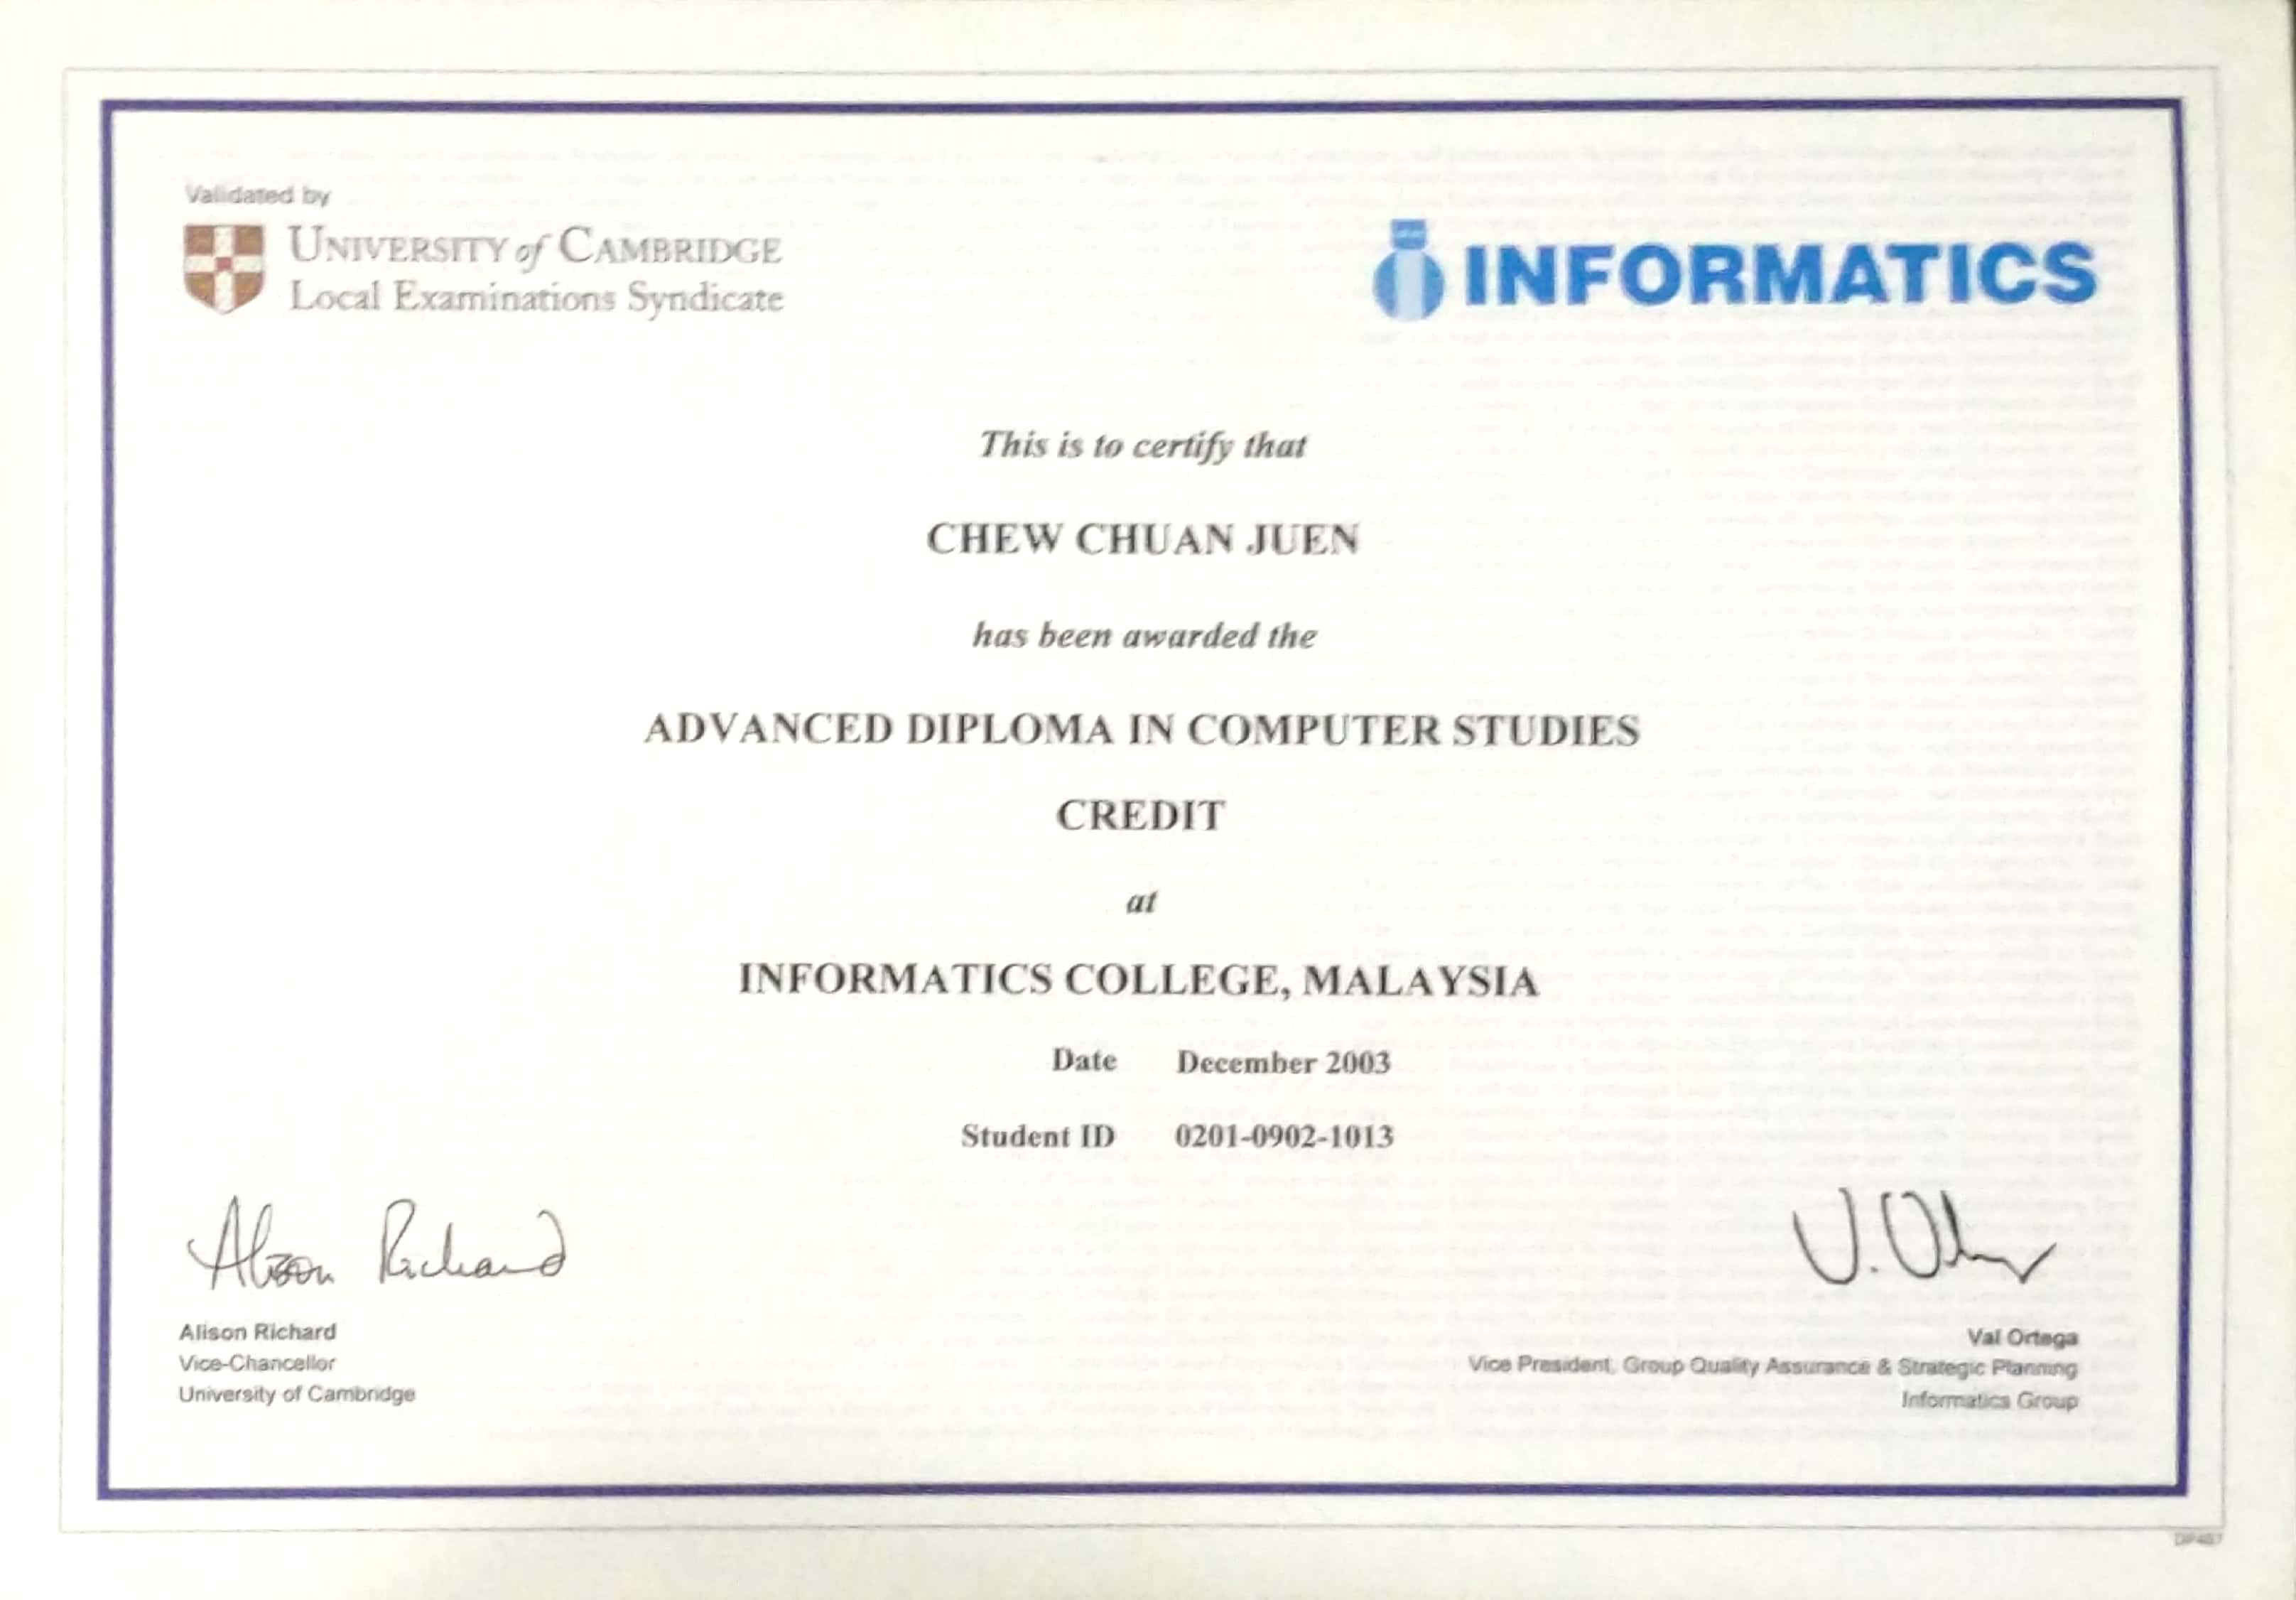 Validated by
UNIVERSITY of CAMBRIDGE
Local Examinations Syndicate
INFORMATICS
This is to certify that
CHEW CHUAN JUEN
has been awarded the
ADVANCED DIPLOMA IN COMPUTER STUDIES
CREDIT
at
INFORMATICS COLLEGE, MALAYSIA
Date December 2003
Student ID 0201-0902-1013
Alison Richard
V. Ortega
Alison Richard
Vice-Chancellor
University of Cambridge
Val Ortega
Vice President, Group Quality Assurance & Strategic Planning
Informatics Group